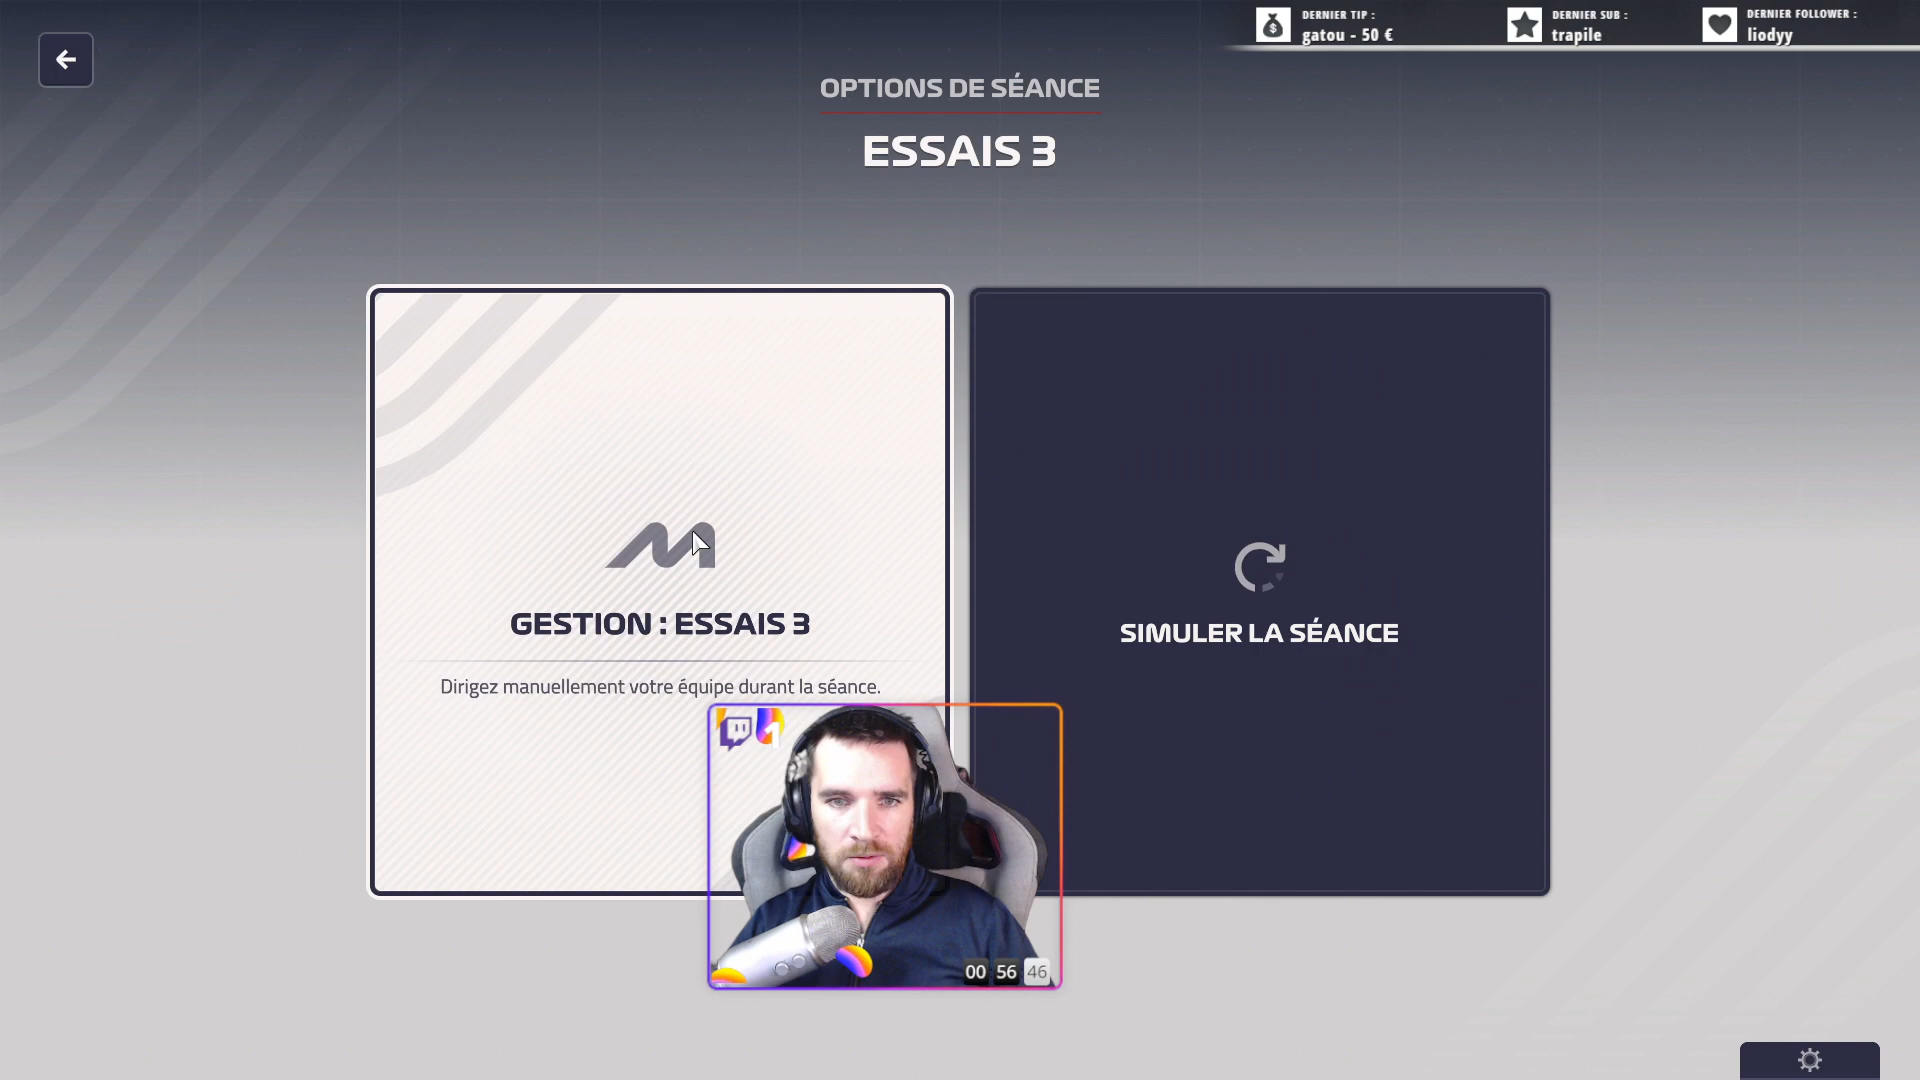 DERNIER TIP :
gatou - 50 €
DERNIER SUB :
trapile
DERNIER FOLLOWER :
liodyy
OPTIONS DE SÉANCE
ESSAIS 3
GESTION : ESSAIS 3
Dirigez manuellement votre équipe durant la séance.
SIMULER LA SÉANCE
00 56 46